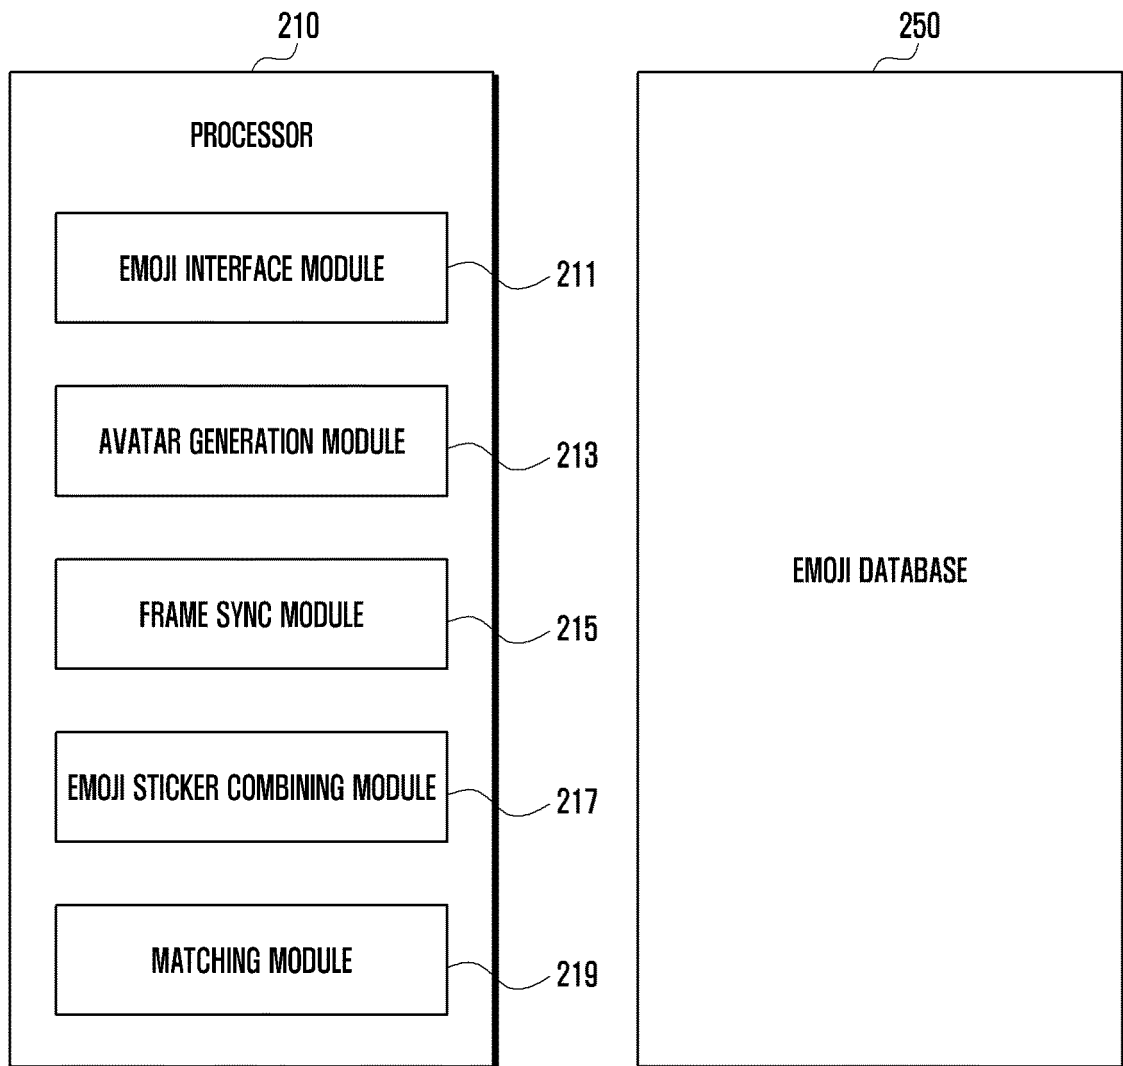 210
250
PROCESSOR
EMOJI INTERFACE MODULE
211
AVATAR GENERATION MODULE
213
EMOJI DATABASE
FRAME SYNC MODULE
215
EMOJI STICKER COMBINING MODULE
217
MATCHING MODULE
219